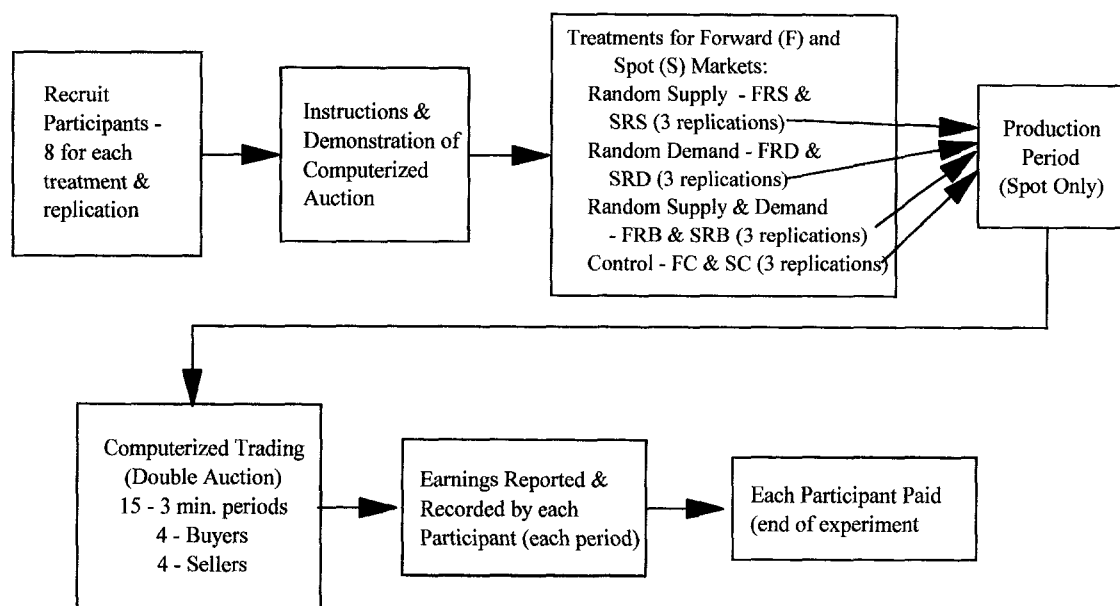 Recruit
Participants -
8 for each
treatment &
replication
Instructions &
Demonstration of
Computerized
Auction
Treatments for Forward (F) and
Spot (S) Markets:
Random Supply - FRS &
SRS (3 replications)
Random Demand - FRD &
SRD (3 replications)
Random Supply & Demand
- FRB & SRB (3 replications)
Control - FC & SC (3 replications)
Production
Period
(Spot Only)
Computerized Trading
(Double Auction)
15 - 3 min. periods
4 - Buyers
4 - Sellers
Earnings Reported &
Recorded by each
Participant (each period)
Each Participant Paid
(end of experiment